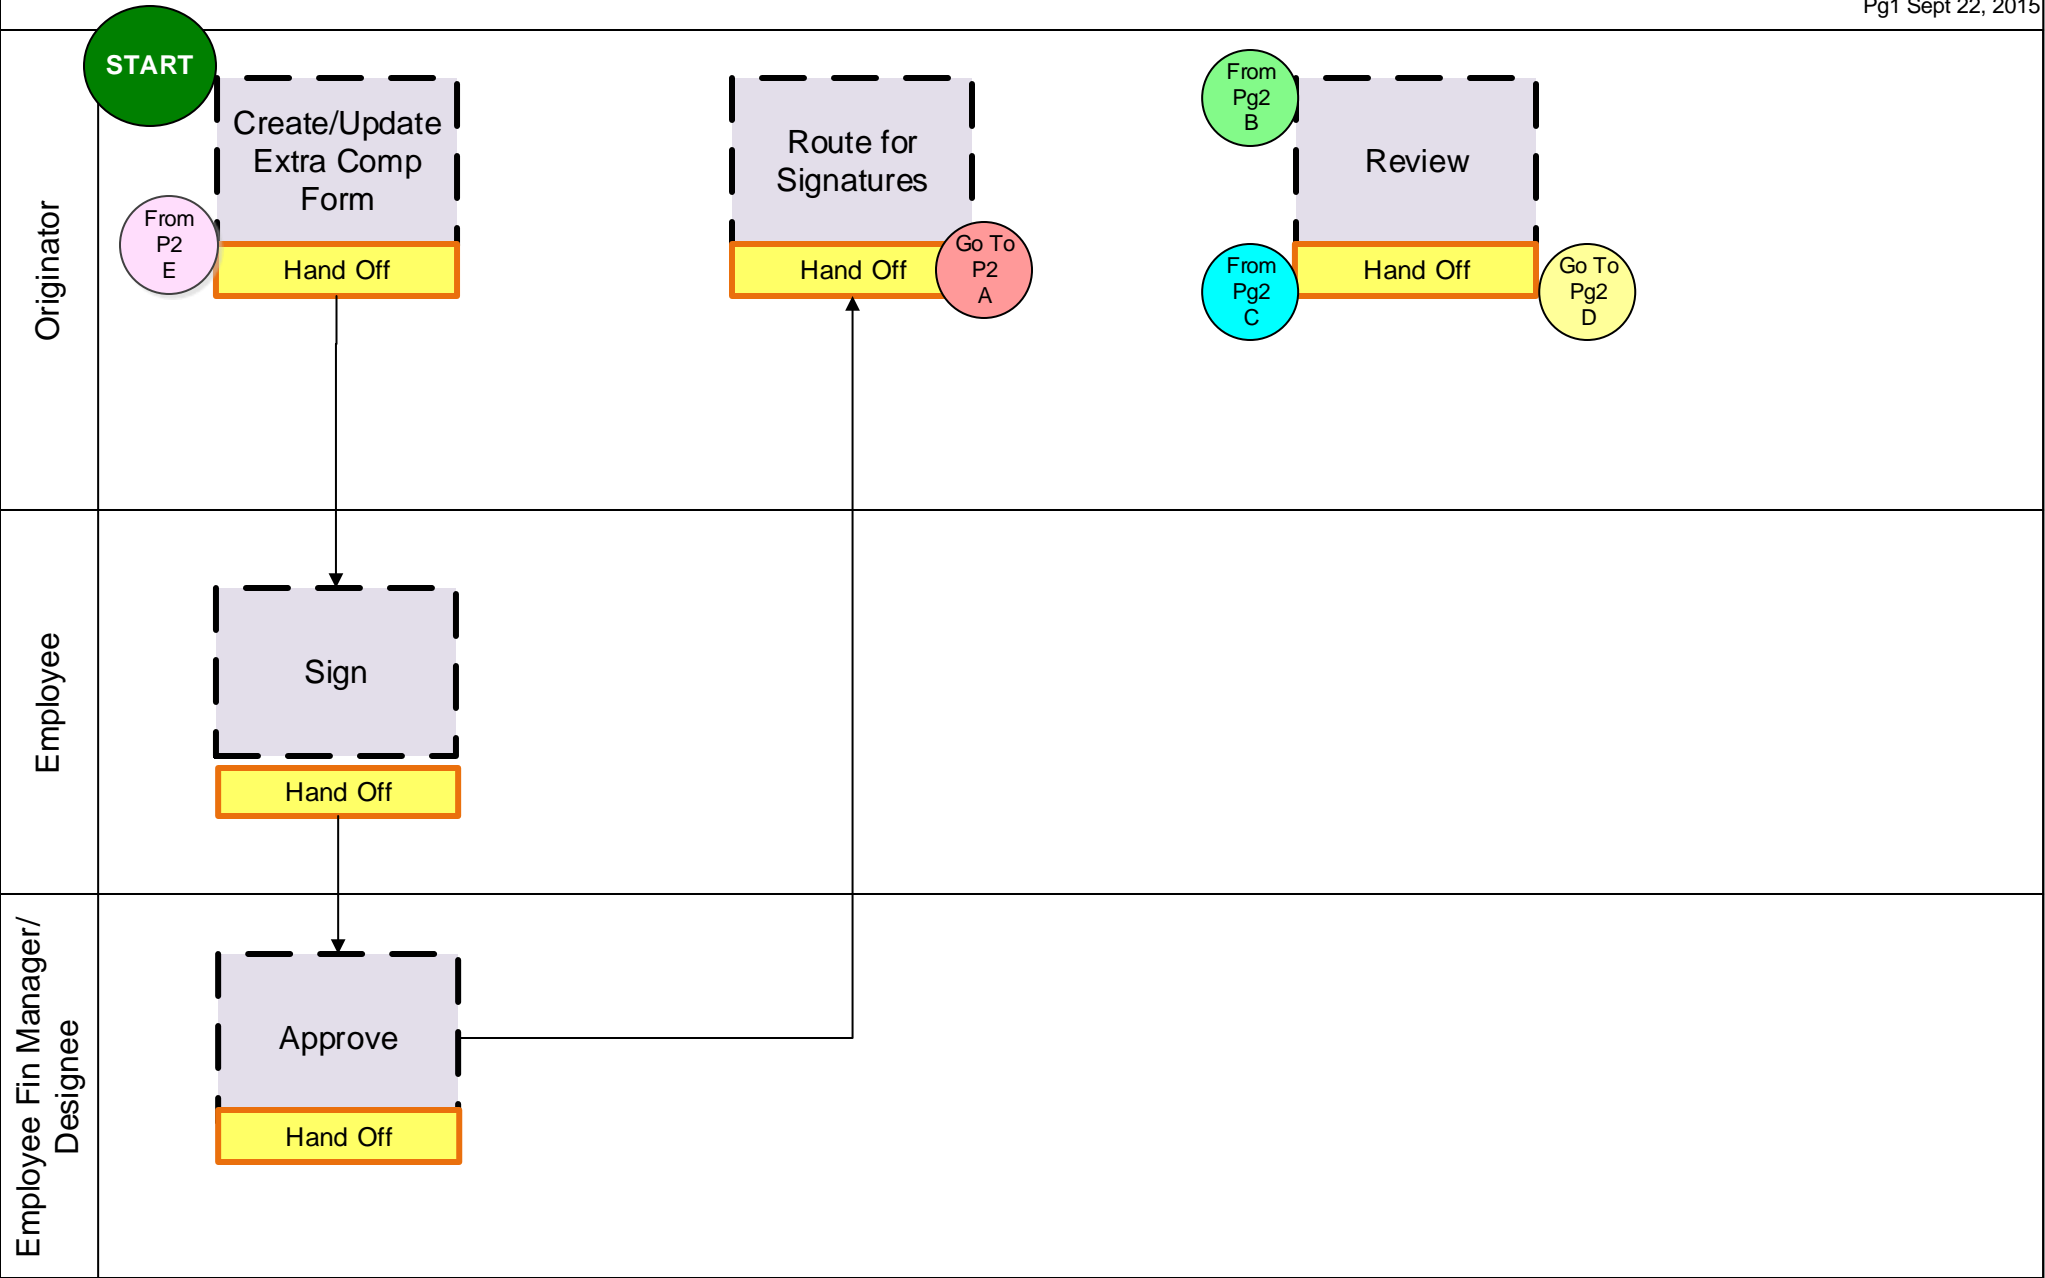 Pg1 Sept 22, 2015
START
Create/Update
Extra Comp
Form
From
P2
E
Hand Off
Route for
Signatures
Hand Off
Go To
P2
A
From
Pg2
B
Review
From
Pg2
C
Hand Off
Go To
Pg2
D
Originator
Employee
Sign
Hand Off
Employee Fin Manager/
Designee
Approve
Hand Off